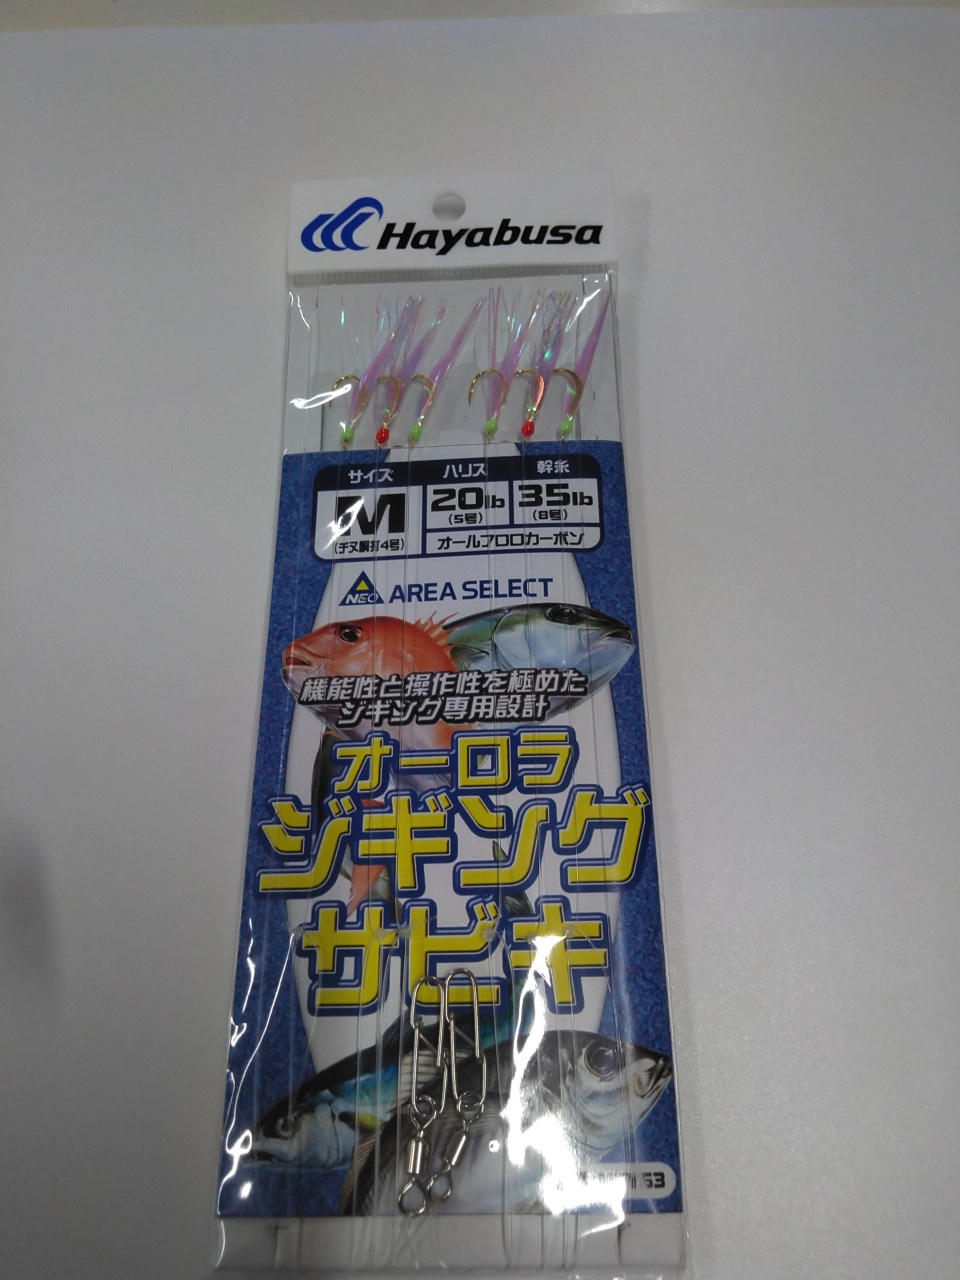 Hayabusa
サイズ ハリス 幹糸
M 20lb 35lb
(チヌ胴打4号) (5号) (8号)
オールフロロカーボン
NEO AREA SELECT
機能性と操作性を極めた
ジギング専用設計
オーロラ
ジギング
サビキ
53